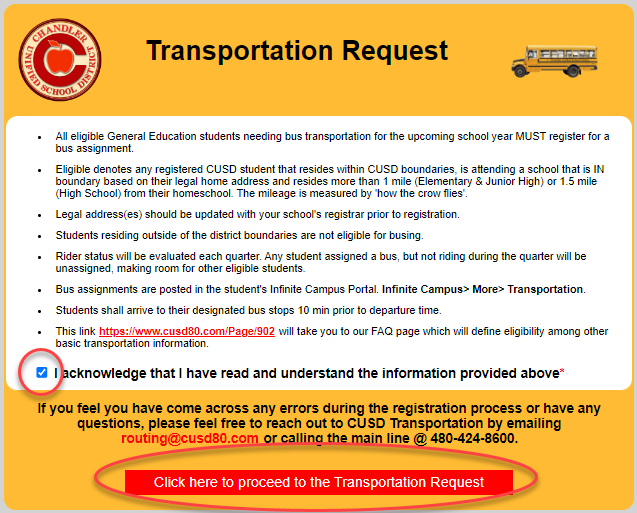 CHANDLER
UNIFIED SCHOOL DISTRICT
Transportation Request
All eligible General Education students needing bus transportation for the upcoming school year MUST register for a
bus assignment.
Eligible denotes any registered CUSD student that resides within CUSD boundaries, is attending a school that is IN
boundary based on their legal home address and resides more than 1 mile (Elementary & Junior High) or 1.5 mile
(High School) from their homeschool. The mileage is measured by 'how the crow flies'.
Legal address(es) should be updated with your school's registrar prior to registration.
Students residing outside of the district boundaries are not eligible for busing.
Rider status will be evaluated each quarter. Any student assigned a bus, but not riding during the quarter will be
unassigned, making room for other eligible students.
Bus assignments are posted in the student's Infinite Campus Portal. Infinite Campus> More> Transportation.
Students shall arrive to their designated bus stops 10 min prior to departure time.
This link https://www.cusd80.com/Page/902 will take you to our FAQ page which will define eligibility among other
basic transportation information.
I acknowledge that I have read and understand the information provided above*
If you feel you have come across any errors during the registration process or have any
questions, please feel free to reach out to CUSD Transportation by emailing
routing@cusd80.com or calling the main line @ 480-424-8600.
Click here to proceed to the Transportation Request